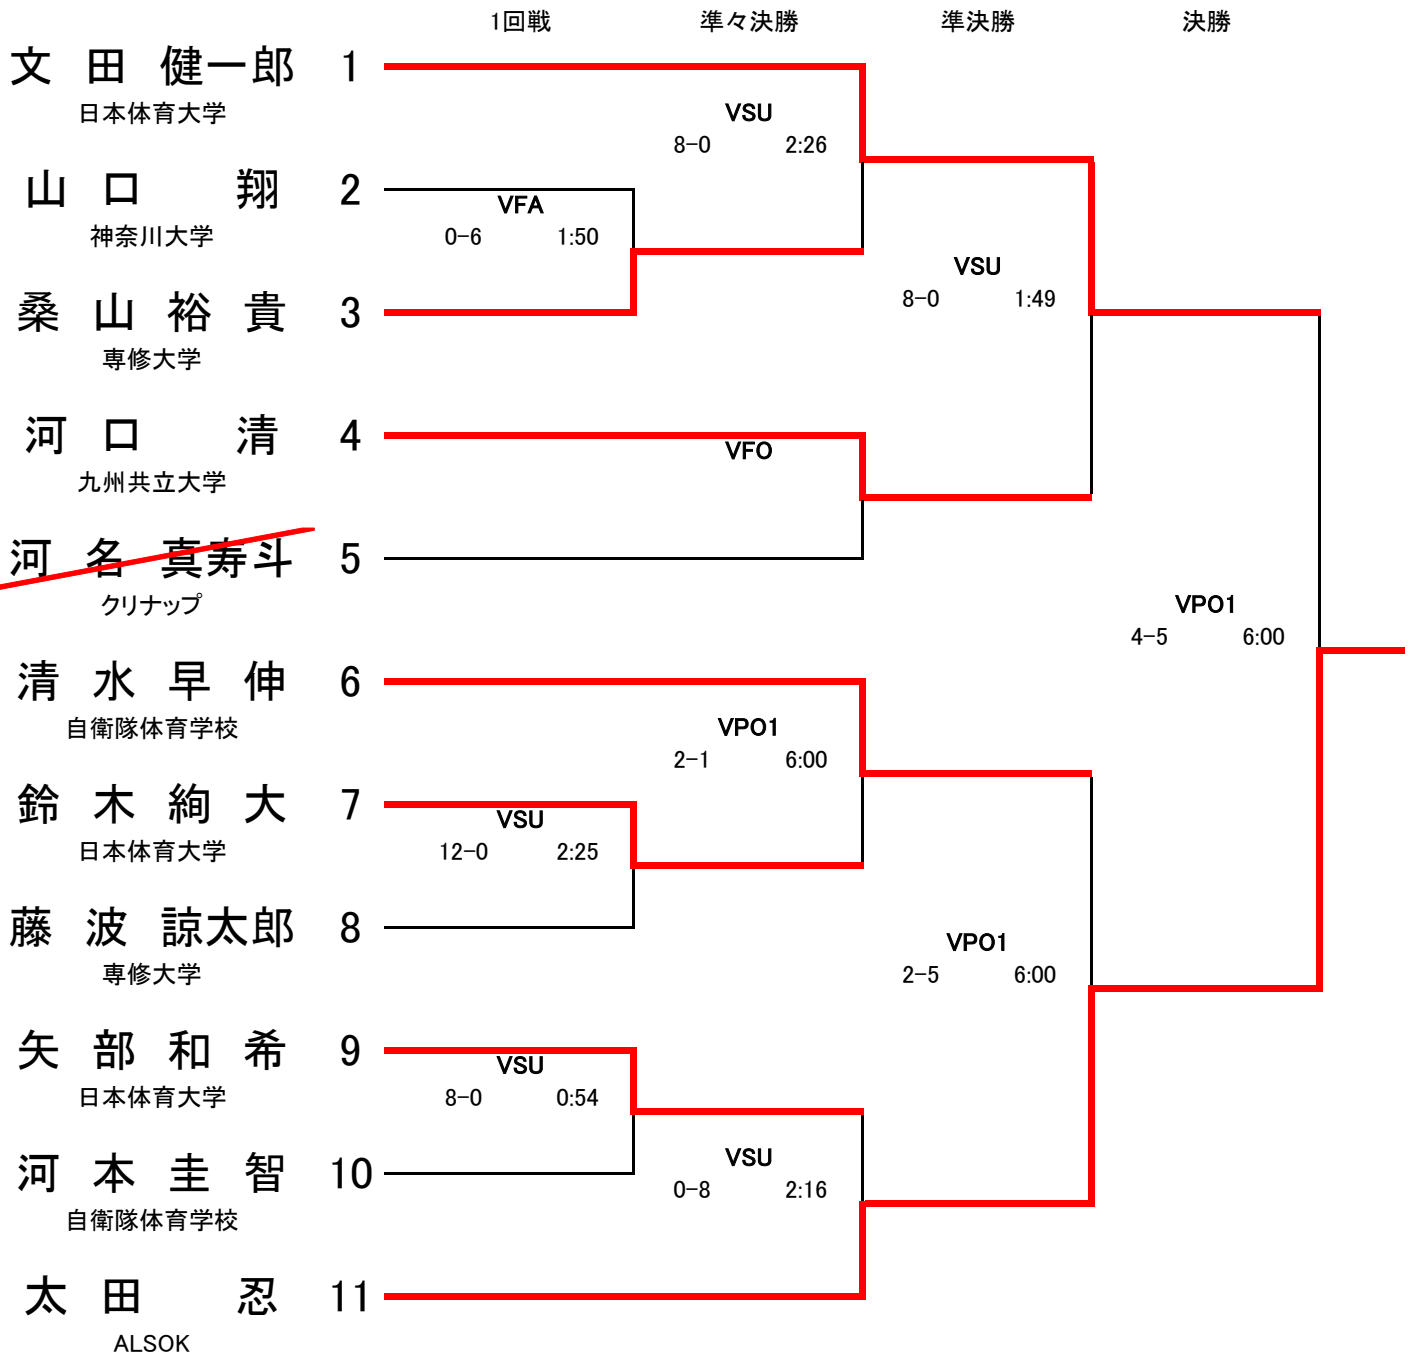 1回戦 準々決勝 準決勝 決勝
文 田 健一郎 1
日本体育大学
VSU
8-0 2:26
山 口 翔 2
神奈川大学
VFA
0-6 1:50
桑 山 裕 貴 3
専修大学
VSU
8-0 1:49
河 口 清 4
九州共立大学
VFO
河 名 真寿斗 5
クリナップ
VPO1
4-5 6:00
清 水 早 伸 6
自衛隊体育学校
VPO1
2-1 6:00
鈴 木 絢 大 7
日本体育大学
VSU
12-0 2:25
藤 波 諒太郎 8
専修大学
VPO1
2-5 6:00
矢 部 和 希 9
日本体育大学
VSU
8-0 0:54
河 本 圭 智 10
自衛隊体育学校
VSU
0-8 2:16
太 田 忍 11
ALSOK